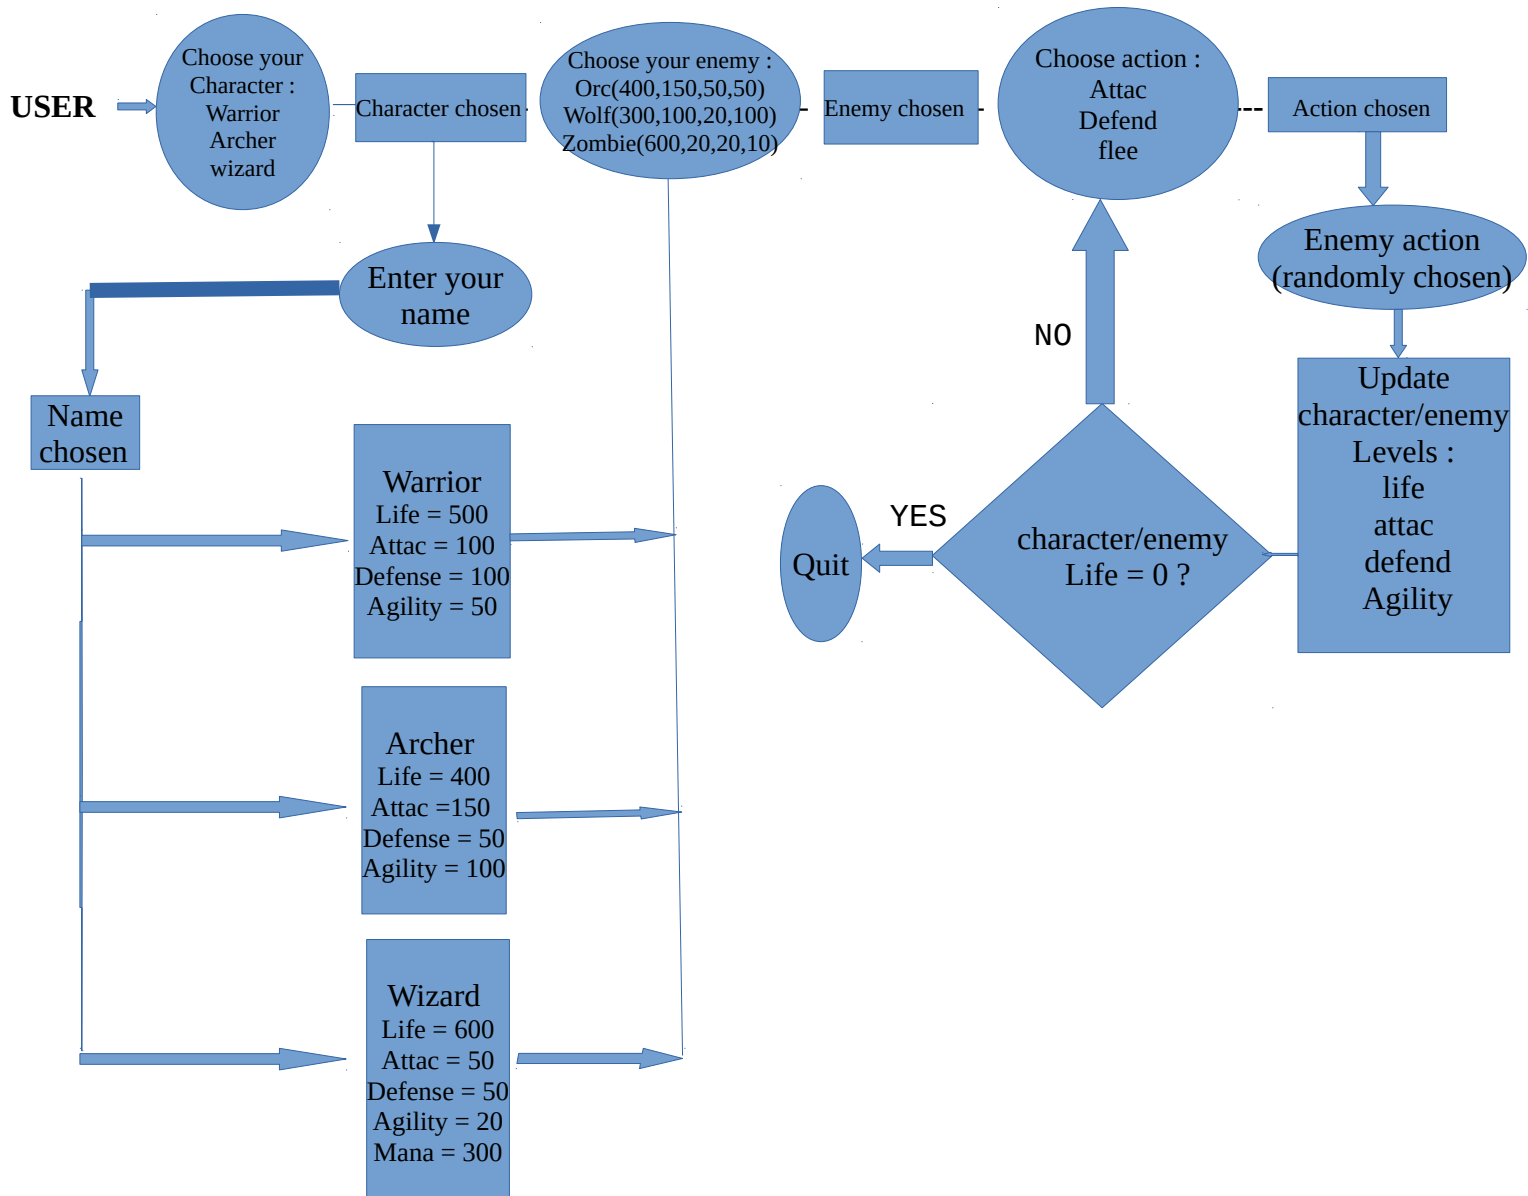 USER
Choose your
Character :
Warrior
Archer
wizard
Character chosen
Choose your enemy :
Orc(400,150,50,50)
Wolf(300,100,20,100)
Zombie(600,20,20,10)
Enemy chosen
Choose action :
Attac
Defend
flee
Action chosen
Enter your
name
Enemy action
(randomly chosen)
Name
chosen
NO
Update
character/enemy
Levels :
life
attac
defend
Agility
Warrior
Life = 500
Attac = 100
Defense = 100
Agility = 50
YES
Quit
character/enemy
Life = 0 ?
Archer
Life = 400
Attac =150
Defense = 50
Agility = 100
Wizard
Life = 600
Attac = 50
Defense = 50
Agility = 20
Mana = 300